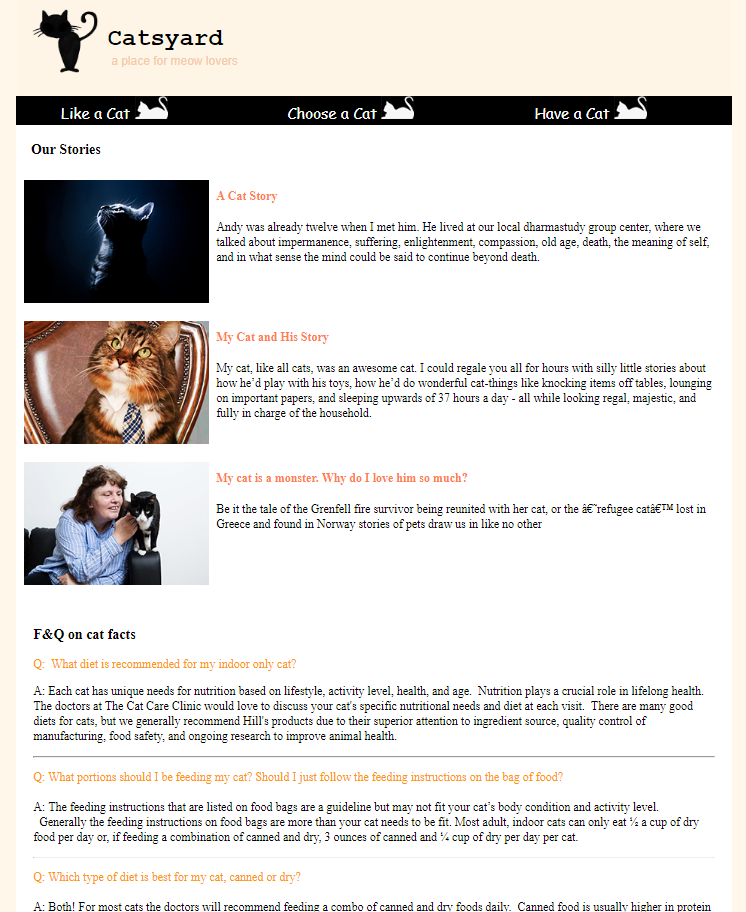 Catsyard
a place for meow lovers
Like a Cat
Choose a Cat
Have a Cat
Our Stories
A Cat Story
Andy was already twelve when I met him. He lived at our local dharmastudy group center, where we
talked about impermanence, suffering, enlightenment, compassion, old age, death, the meaning of self,
and in what sense the mind could be said to continue beyond death.
My Cat and His Story
My cat, like all cats, was an awesome cat. I could regale you all for hours with silly little stories about
how he’d play with his toys, how he’d do wonderful cat-things like knocking items off tables, lounging
on important papers, and sleeping upwards of 37 hours a day - all while looking regal, majestic, and
fully in charge of the household.
My cat is a monster. Why do I love him so much?
Be it the tale of the Grenfell fire survivor being reunited with her cat, or the â€˜refugee catâ€™ lost in
Greece and found in Norway stories of pets draw us in like no other
F&Q on cat facts
Q:  What diet is recommended for my indoor only cat?
A: Each cat has unique needs for nutrition based on lifestyle, activity level, health, and age.  Nutrition plays a crucial role in lifelong health.
The doctors at The Cat Care Clinic would love to discuss your cat's specific nutritional needs and diet at each visit.  There are many good
diets for cats, but we generally recommend Hill's products due to their superior attention to ingredient source, quality control of
manufacturing, food safety, and ongoing research to improve animal health.
Q: What portions should I be feeding my cat? Should I just follow the feeding instructions on the bag of food?
A: The feeding instructions that are listed on food bags are a guideline but may not fit your cat’s body condition and activity level.
Generally the feeding instructions on food bags are more than your cat needs to be fit. Most adult, indoor cats can only eat ½ a cup of dry
food per day or, if feeding a combination of canned and dry, 3 ounces of canned and ¼ cup of dry per day per cat.
Q: Which type of diet is best for my cat, canned or dry?
A: Both! For most cats the doctors will recommend feeding a combo of canned and dry foods daily.  Canned food is usually higher in protein